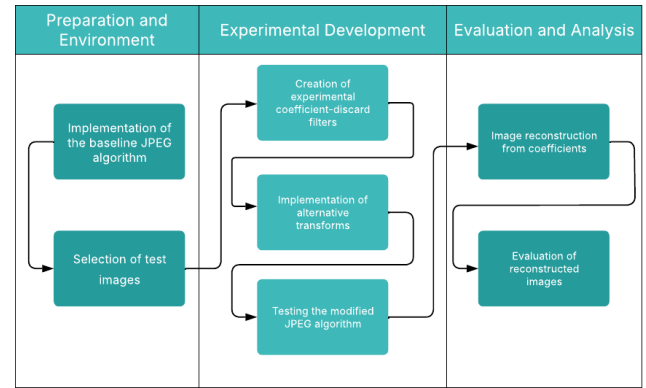 Preparation and
Environment
Experimental Development
Evaluation and Analysis
Implementation of
the baseline JPEG
algorithm
Selection of test
images
Creation of
experimental
coefficient-discard
filters
Implementation of
alternative
transforms
Testing the modified
JPEG algorithm
Image reconstruction
from coefficients
Evaluation of
reconstructed
images